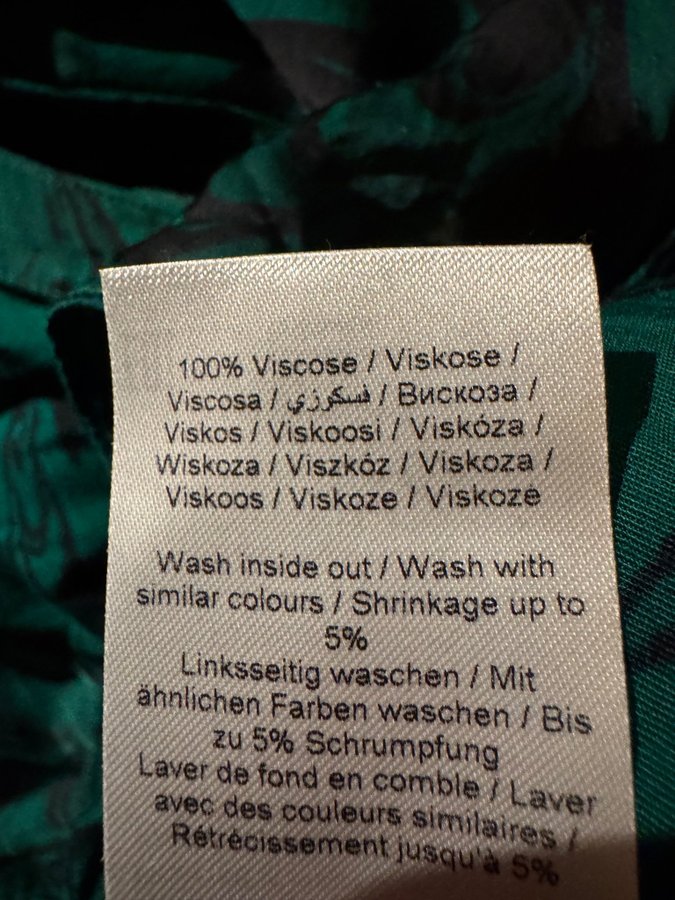 100% Viscose / Viskose /
Viscosa / فسكوزي / Вискоза /
Viskos / Viskoosi / Viskóza /
Wiskoza / Viszkóz / Viskoza /
Viskoos / Viskoze / Viskoze
Wash inside out / Wash with
similar colours / Shrinkage up to
5%
Linksseitig waschen / Mit
ähnlichen Farben waschen / Bis
zu 5% Schrumpfung
Laver de fond en comble / Laver
avec des couleurs similaires /
Rétrécissement jusqu'à 5%